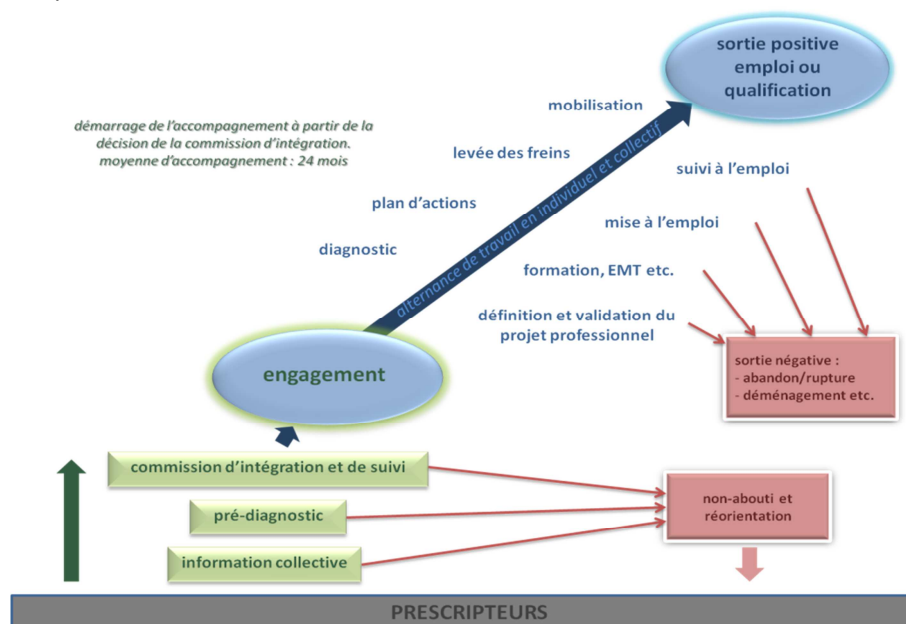 sortie positive
emploi ou
qualification
mobilisation
démarrage de l'accompagnement à partir de la
décision de la commission d'intégration.
moyenne d'accompagnement : 24 mois
levée des freins
suivi à l'emploi
plan d'actions
mise à l'emploi
diagnostic
alternance de travail en individuel et collectif
formation, EMT etc.
définition et validation du
projet professionnel
sortie négative :
- abandon/rupture
- déménagement etc.
engagement
commission d'intégration et de suivi
non-abouti et
réorientation
pré-diagnostic
information collective
PRESCRIPTEURS